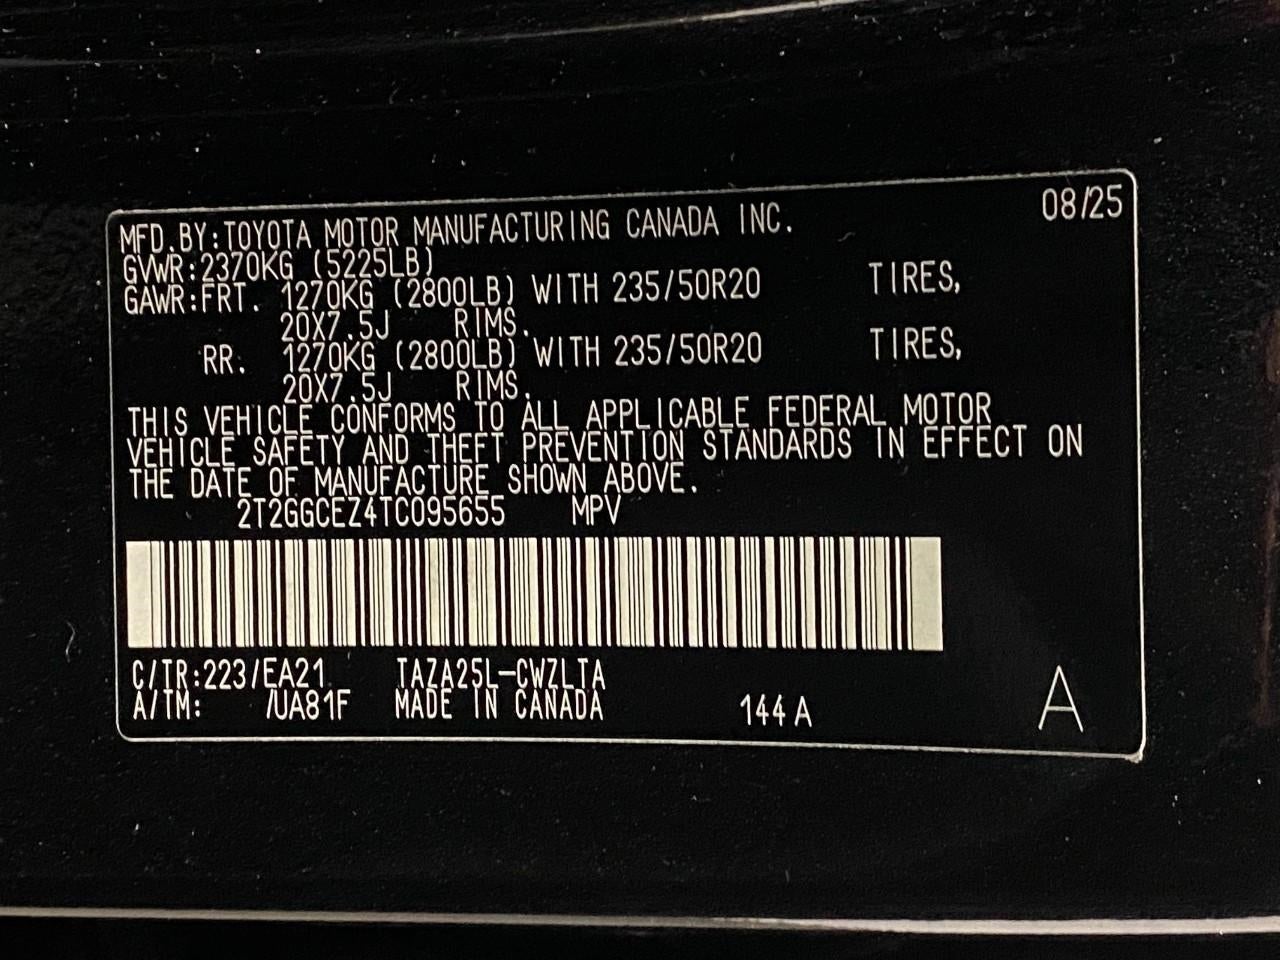 08/25
MFD.BY:TOYOTA MOTOR MANUFACTURING CANADA INC.
GVWR:2370KG (5225LB)
GAWR:FRT. 1270KG (2800LB) WITH 235/50R20 TIRES,
20X7.5J RIMS.
RR. 1270KG (2800LB) WITH 235/50R20 TIRES,
20X7.5J RIMS.
THIS VEHICLE CONFORMS TO ALL APPLICABLE FEDERAL MOTOR
VEHICLE SAFETY AND THEFT PREVENTION STANDARDS IN EFFECT ON
THE DATE OF MANUFACTURE SHOWN ABOVE.
2T2GGCEZ4TC095655 MPV
C/TR:223/EA21 TAZA25L-CWZLTA
A/TM: /UA81F MADE IN CANADA 144A A